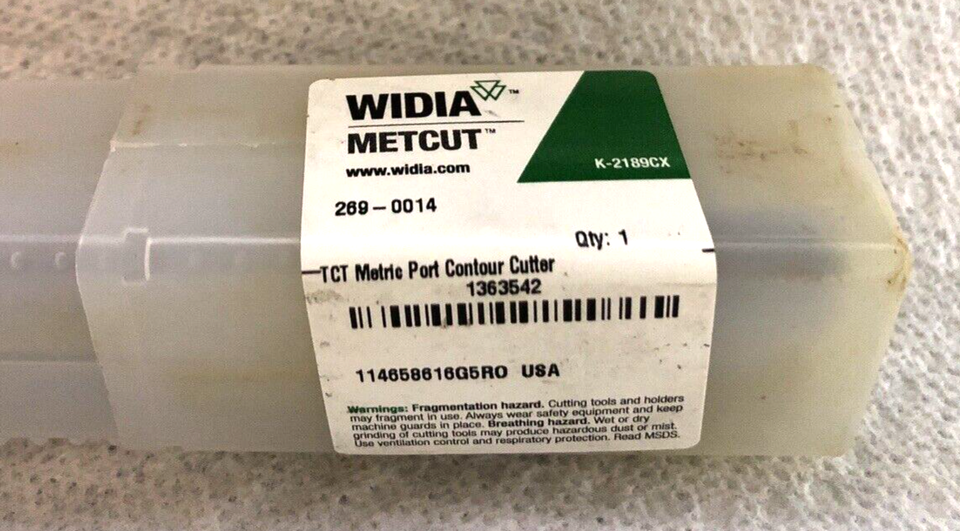 WIDIA™
METCUT™
www.widia.com
K-2189CX
269-0014
Qty: 1
TCT Metric Port Contour Cutter
1363542
114658616G5RO USA
Warnings: Fragmentation hazard. Cutting tools and holders
may fragment in use. Always wear safety equipment and keep
machine guards in place. Breathing hazard. Wet or dry
grinding of cutting tools may produce hazardous dust or mist.
Use ventilation control and respiratory protection. Read MSDS.